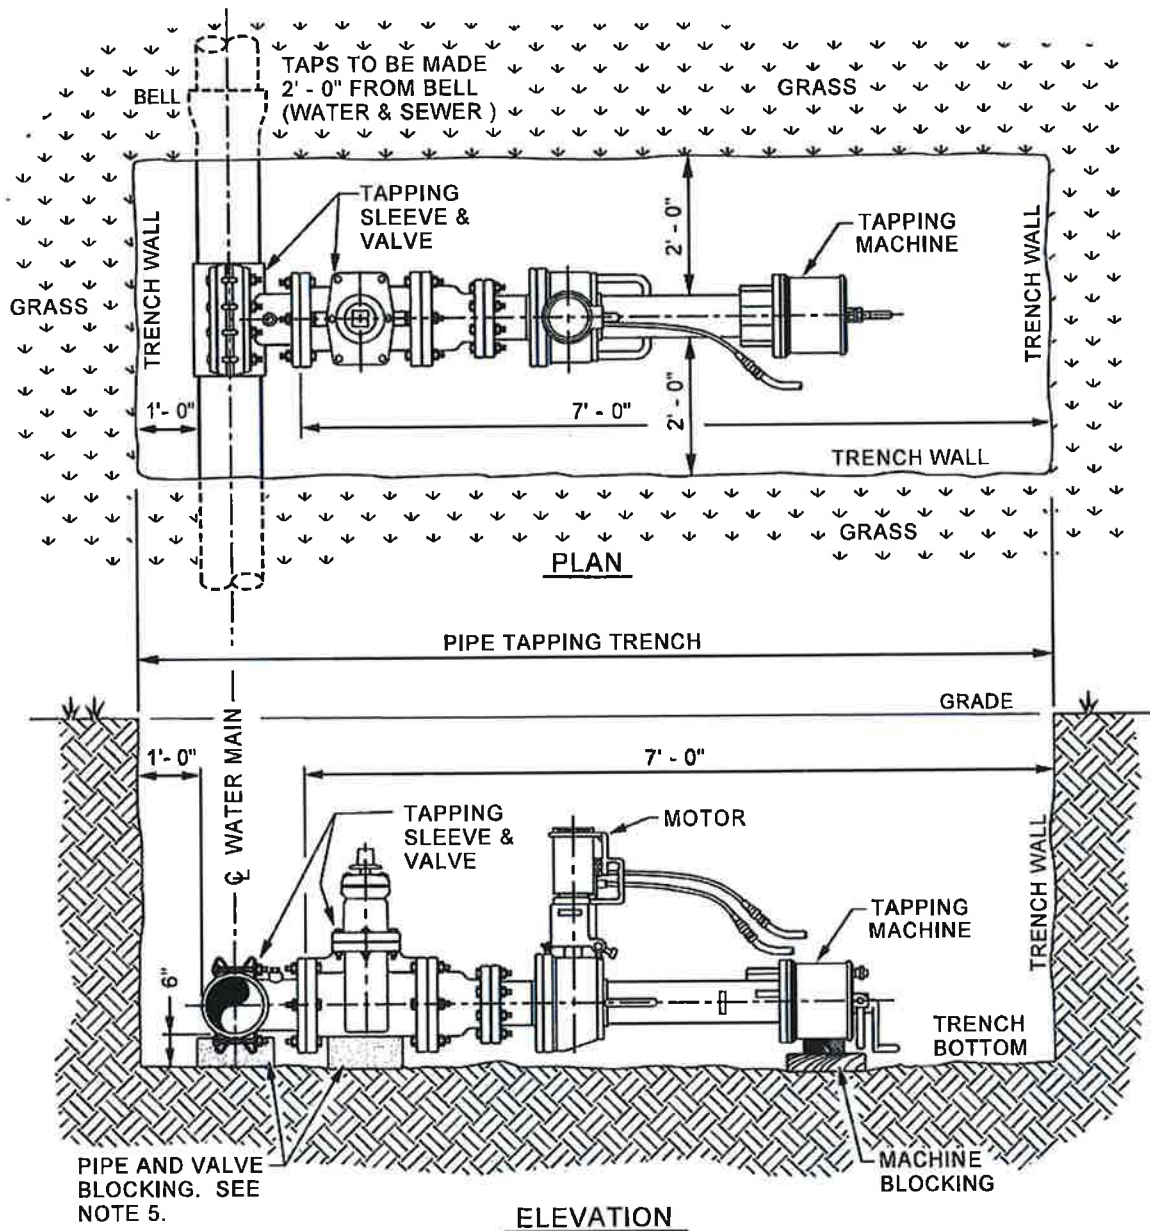 TAPS TO BE MADE
2' - 0" FROM BELL
(WATER & SEWER )
BELL
GRASS
TAPPING
SLEEVE &
VALVE
2' - 0"
TAPPING
MACHINE
TRENCH WALL
TRENCH WALL
GRASS
1'- 0"
7' - 0"
2'- 0"
TRENCH WALL
GRASS
PLAN
PIPE TAPPING TRENCH
GRADE
℄ WATER MAIN
1'- 0"
7' - 0"
TAPPING
SLEEVE &
VALVE
MOTOR
TAPPING
MACHINE
TRENCH WALL
6"
TRENCH
BOTTOM
PIPE AND VALVE
BLOCKING. SEE
NOTE 5.
MACHINE
BLOCKING
ELEVATION